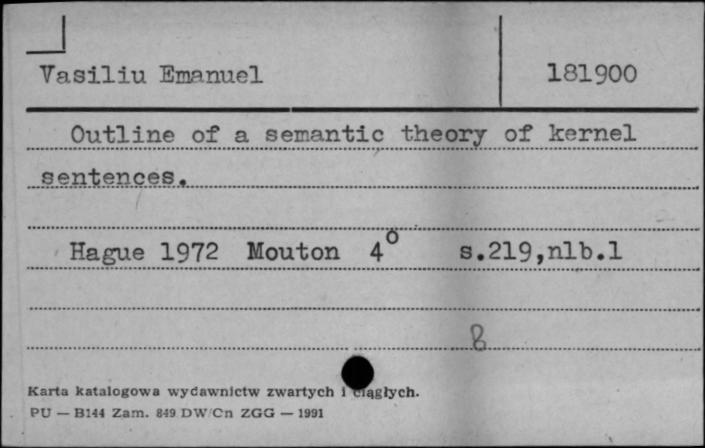 Vasiliu Emanuel 181900
Outline of a semantic theory of kernel
sentences.
Hague 1972 Mouton 4° s.219,nlb.1
8
Karta katalogowa wydawnictw zwartych i ciągłych.
PU — B144 Zam. 849 DW/Cn ZGG — 1991